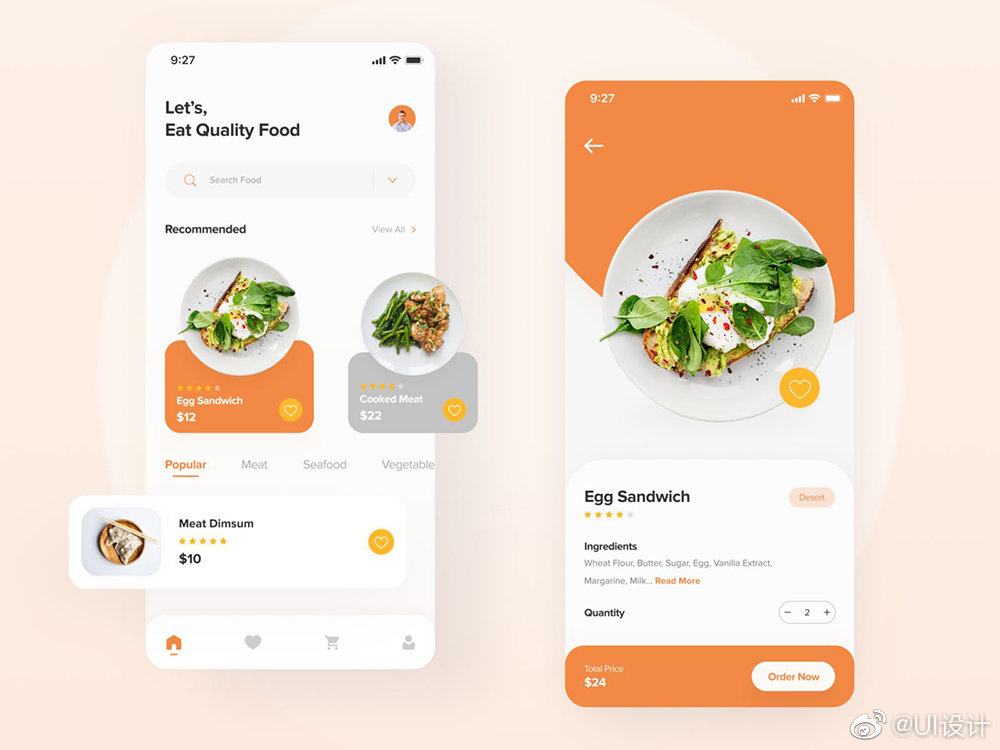 9:27
Let's,
Eat Quality Food
Search Food
Recommended
View All
Egg Sandwich
$12
Cooked Meat
$22
Popular
Meat
Seafood
Vegetable
Meat Dimsum
$10
9:27
Egg Sandwich
Desert
Ingredients
Wheat Flour, Butter, Sugar, Egg, Vanilla Extract,
Margarine, Milk... Read More
Quantity
2
Total Price
$24
Order Now
@UI设计